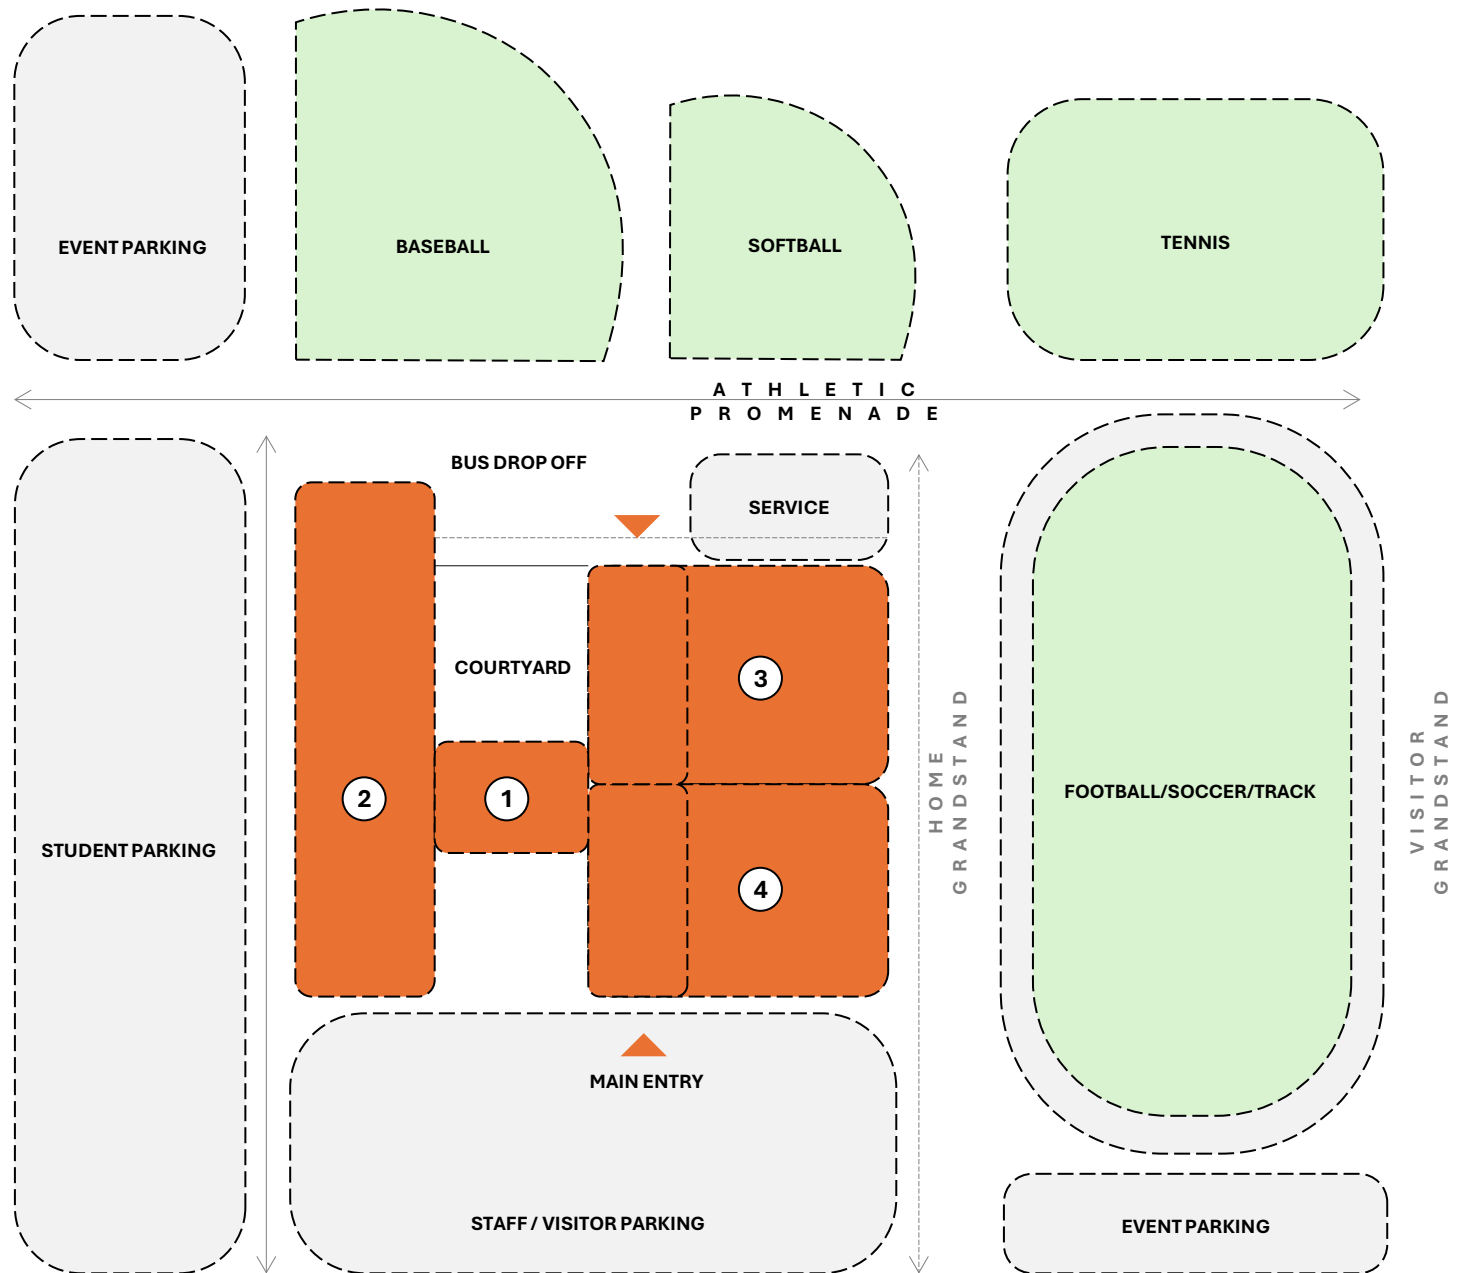 EVENT PARKING
BASEBALL
SOFTBALL
TENNIS
ATHLETIC
PROMENADE
BUS DROP OFF
SERVICE
COURTYARD
3
2
1
4
STUDENT PARKING
HOME
GRANDSTAND
FOOTBALL/SOCCER/TRACK
VISITOR
GRANDSTAND
MAIN ENTRY
STAFF / VISITOR PARKING
EVENT PARKING